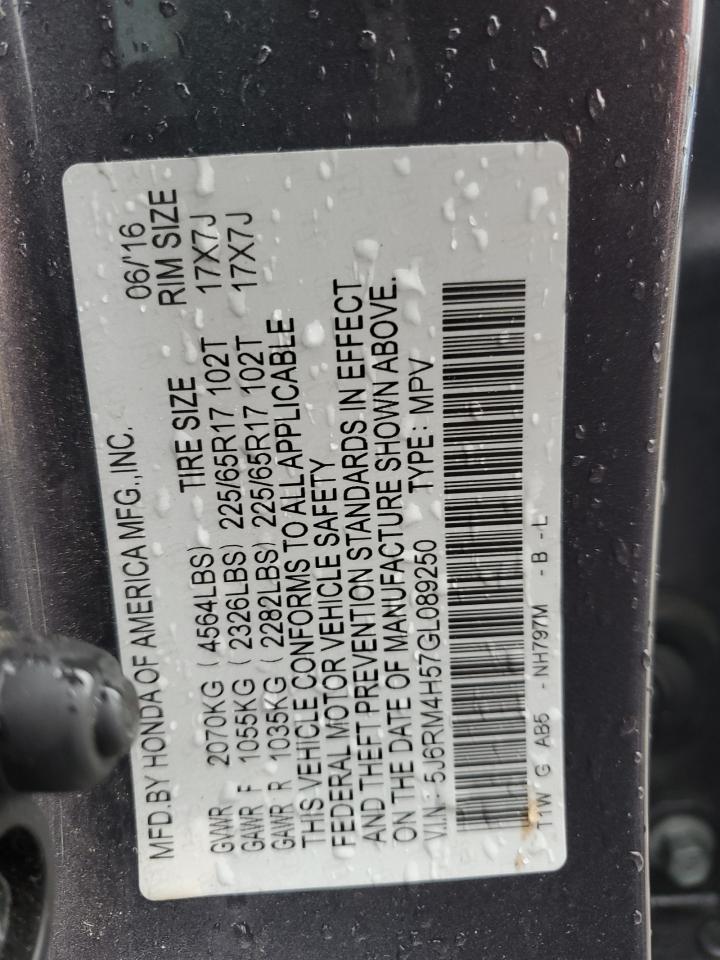 MFD.BY HONDA OF AMERICA MFG.,INC. 06/'16
TIRE SIZE RIM SIZE
GVWR 2070KG (4564LBS)
GAWR F 1055KG (2326LBS) 225/65R17 102T 17X7J
GAWR R 1035KG (2282LBS) 225/65R17 102T 17X7J
THIS VEHICLE CONFORMS TO ALL APPLICABLE
FEDERAL MOTOR VEHICLE SAFETY
AND THEFT PREVENTION STANDARDS IN EFFECT
ON THE DATE OF MANUFACTURE SHOWN ABOVE.
V.I.N.: 5J6RM4H57GL089250 TYPE: MPV
T1W G AB5 - NH797M - B - L